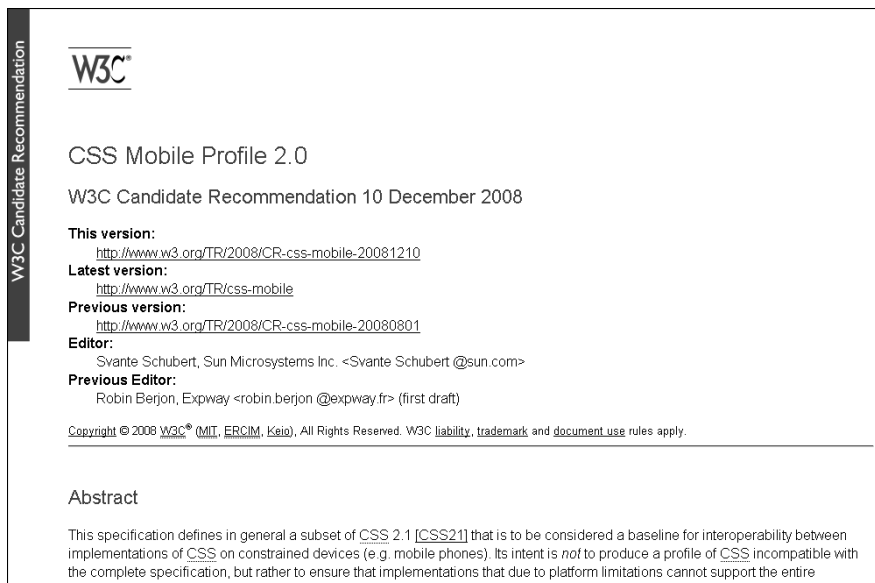 W3C Candidate Recommendation
W3C®
CSS Mobile Profile 2.0
W3C Candidate Recommendation 10 December 2008
This version:
http://www.w3.org/TR/2008/CR-css-mobile-20081210
Latest version:
http://www.w3.org/TR/css-mobile
Previous version:
http://www.w3.org/TR/2008/CR-css-mobile-20080801
Editor:
Svante Schubert, Sun Microsystems Inc. <Svante Schubert @sun.com>
Previous Editor:
Robin Berjon, Expway <robin.berjon @expway.fr> (first draft)
Copyright © 2008 W3C® (MIT, ERCIM, Keio), All Rights Reserved. W3C liability, trademark and document use rules apply.
Abstract
This specification defines in general a subset of CSS 2.1 [CSS21] that is to be considered a baseline for interoperability between
implementations of CSS on constrained devices (e.g. mobile phones). Its intent is not to produce a profile of CSS incompatible with
the complete specification, but rather to ensure that implementations that due to platform limitations cannot support the entire